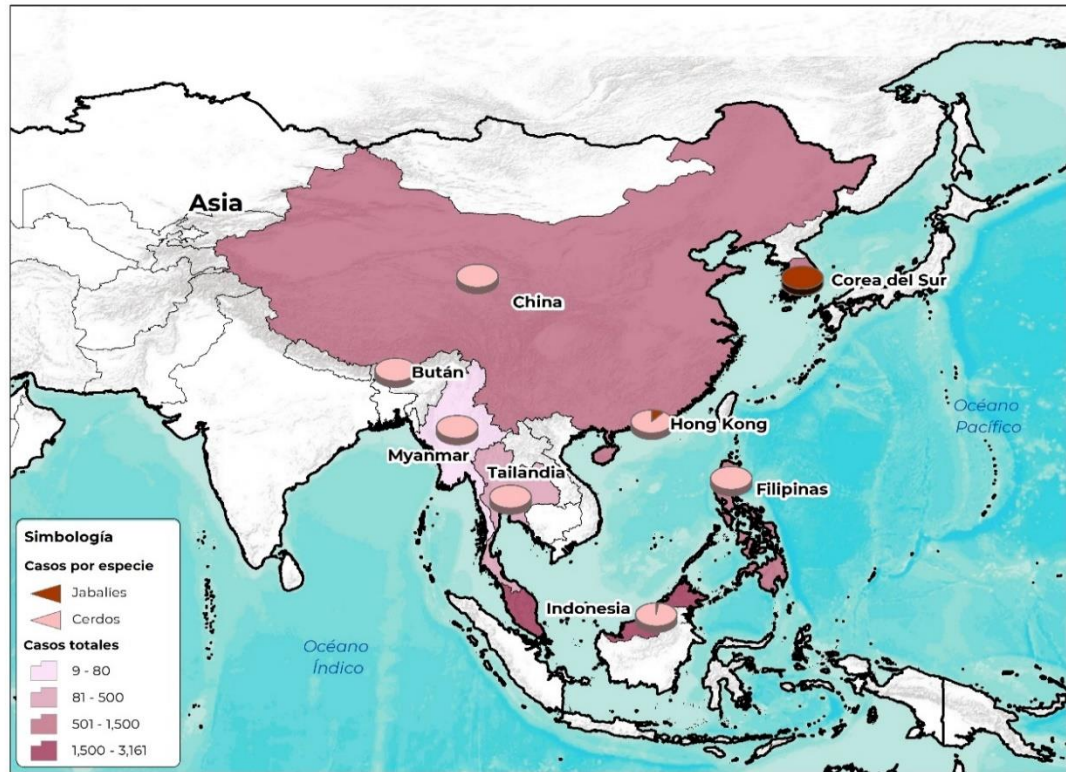 Asia
China
Corea del Sur
Bután
Hong Kong
Myanmar
Tailandia
Filipinas
Indonesia
Océano
Pacífico
Océano
Índico
Simbología
Casos por especie
Jabalíes
Cerdos
Casos totales
9 - 80
81 - 500
501 - 1,500
1,500 - 3,161